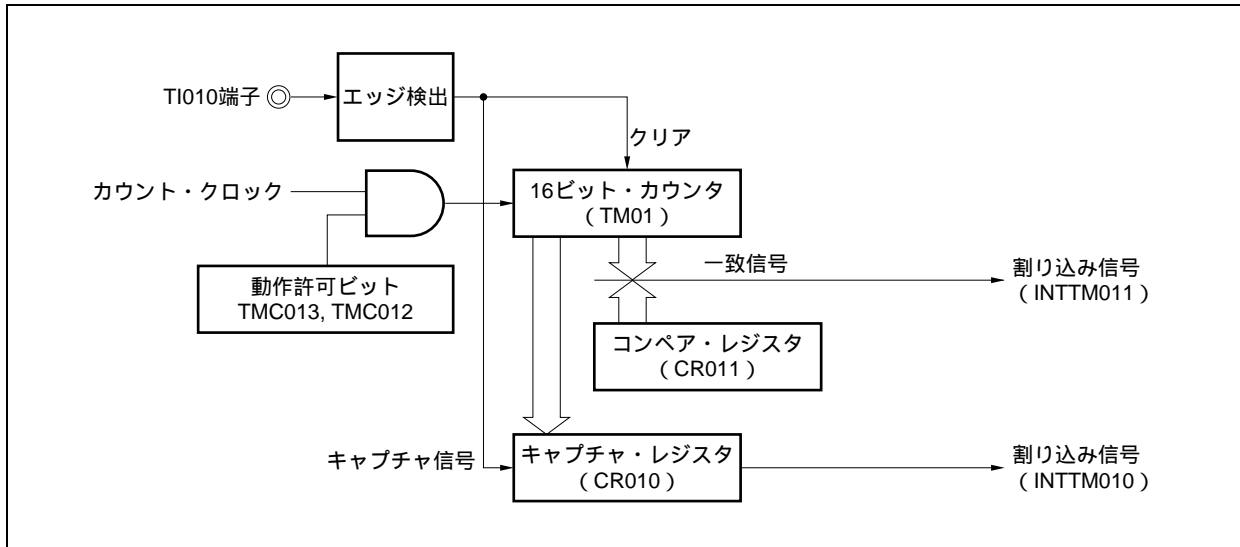 TI010端子
エッジ検出
クリア
カウント・クロック
16ビット・カウンタ
（TM01）
動作許可ビット
TMC013, TMC012
一致信号
割り込み信号
（INTTM011）
コンペア・レジスタ
（CR011）
キャプチャ信号
キャプチャ・レジスタ
（CR010）
割り込み信号
（INTTM010）